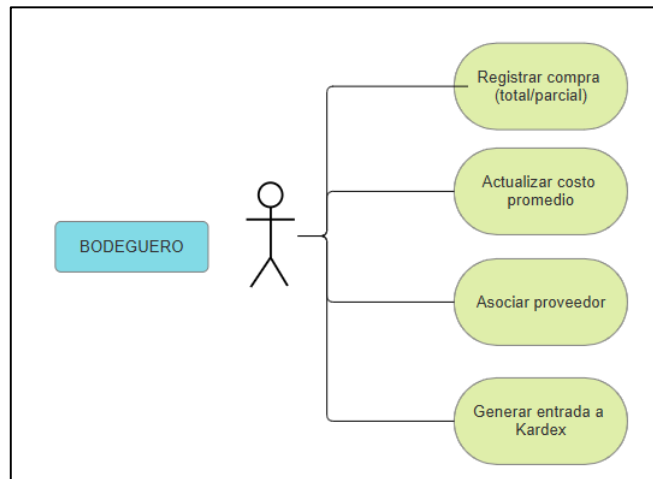 Registrar compra
(total/parcial)
Actualizar costo
promedio
BODEGUERO
Asociar proveedor
Generar entrada a
Kardex